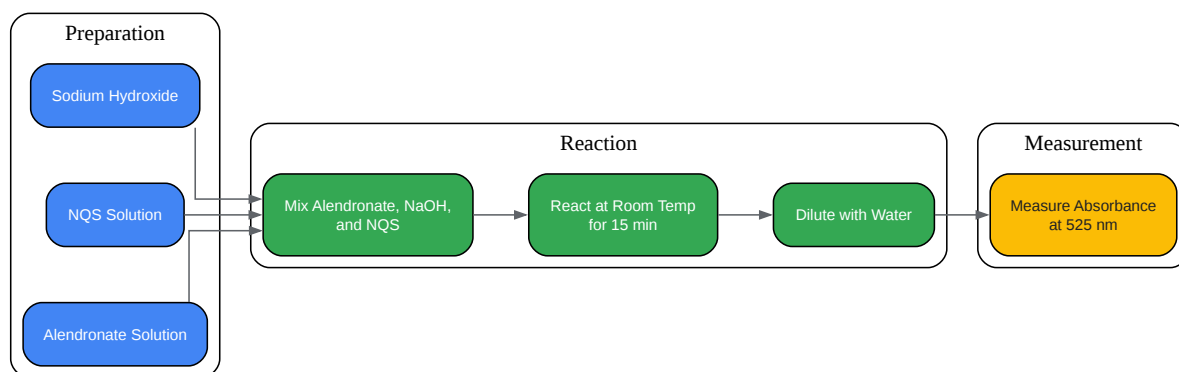 Preparation
Sodium Hydroxide
NQS Solution
Alendronate Solution
Reaction
Mix Alendronate, NaOH,
and NQS
React at Room Temp
for 15 min
Dilute with Water
Measurement
Measure Absorbance
at 525 nm